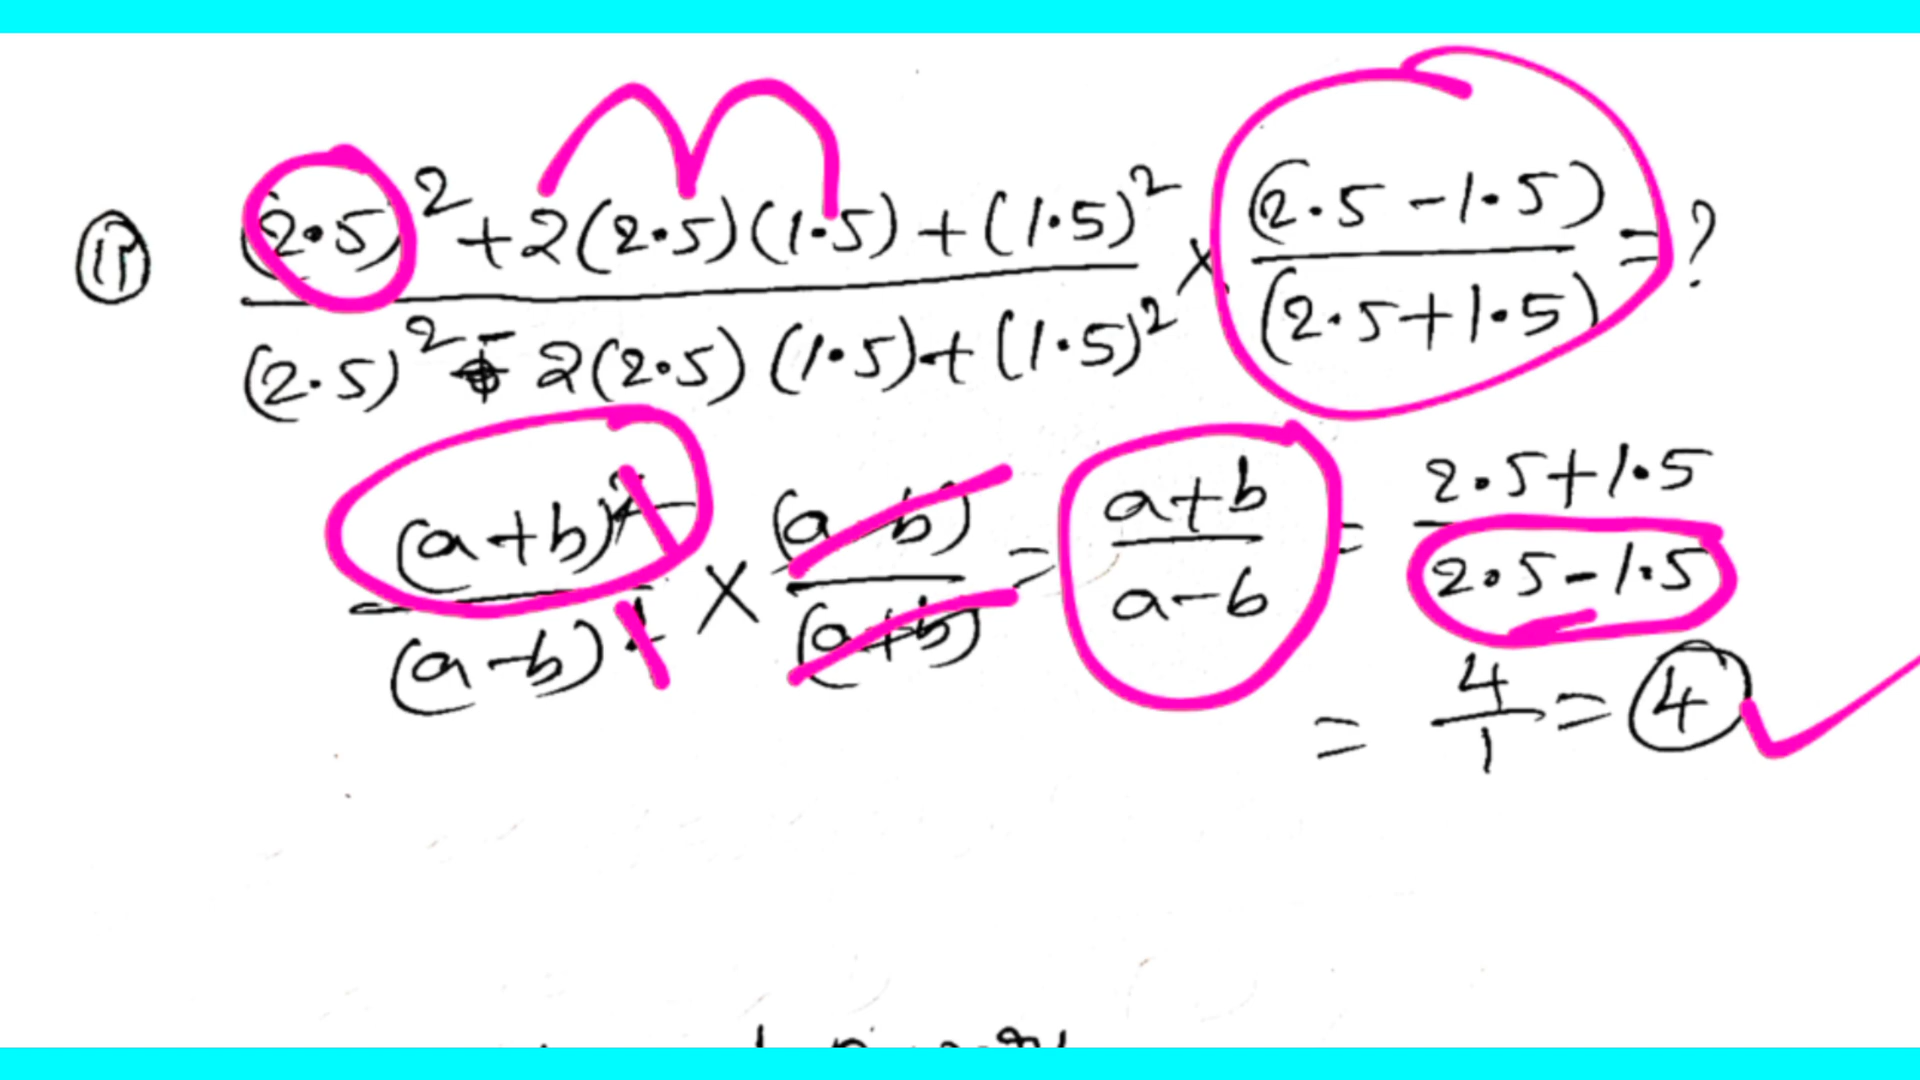 (11) (2.5)² + 2(2.5)(1.5) + (1.5)² × (2.5 - 1.5) = ?
(2.5)² - 2(2.5)(1.5) + (1.5)² (2.5 + 1.5)
(a+b)² × (a-b) = a+b = 2.5+1.5
(a-b)² (a+b) a-b 2.5-1.5
= 4/1 = 4